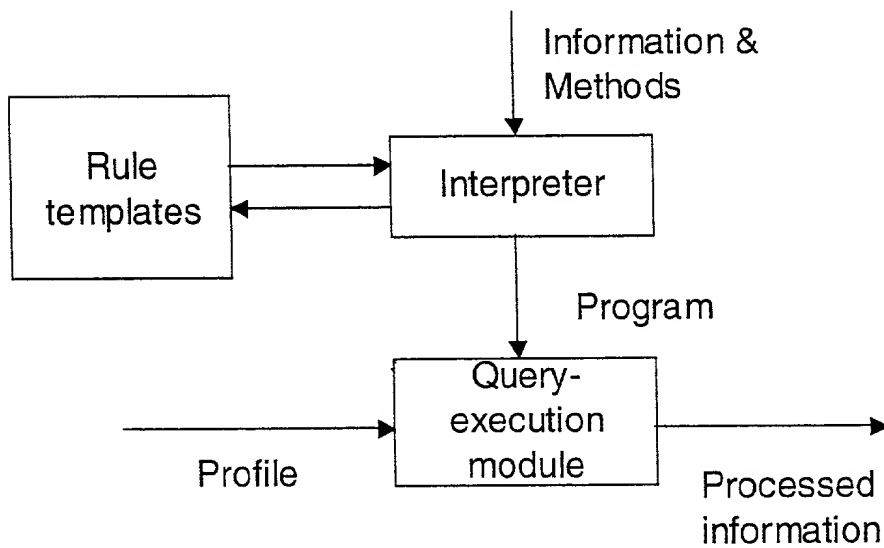 Information &
Methods
Rule
templates
Interpreter
Program
Query-
execution
module
Profile
Processed
information